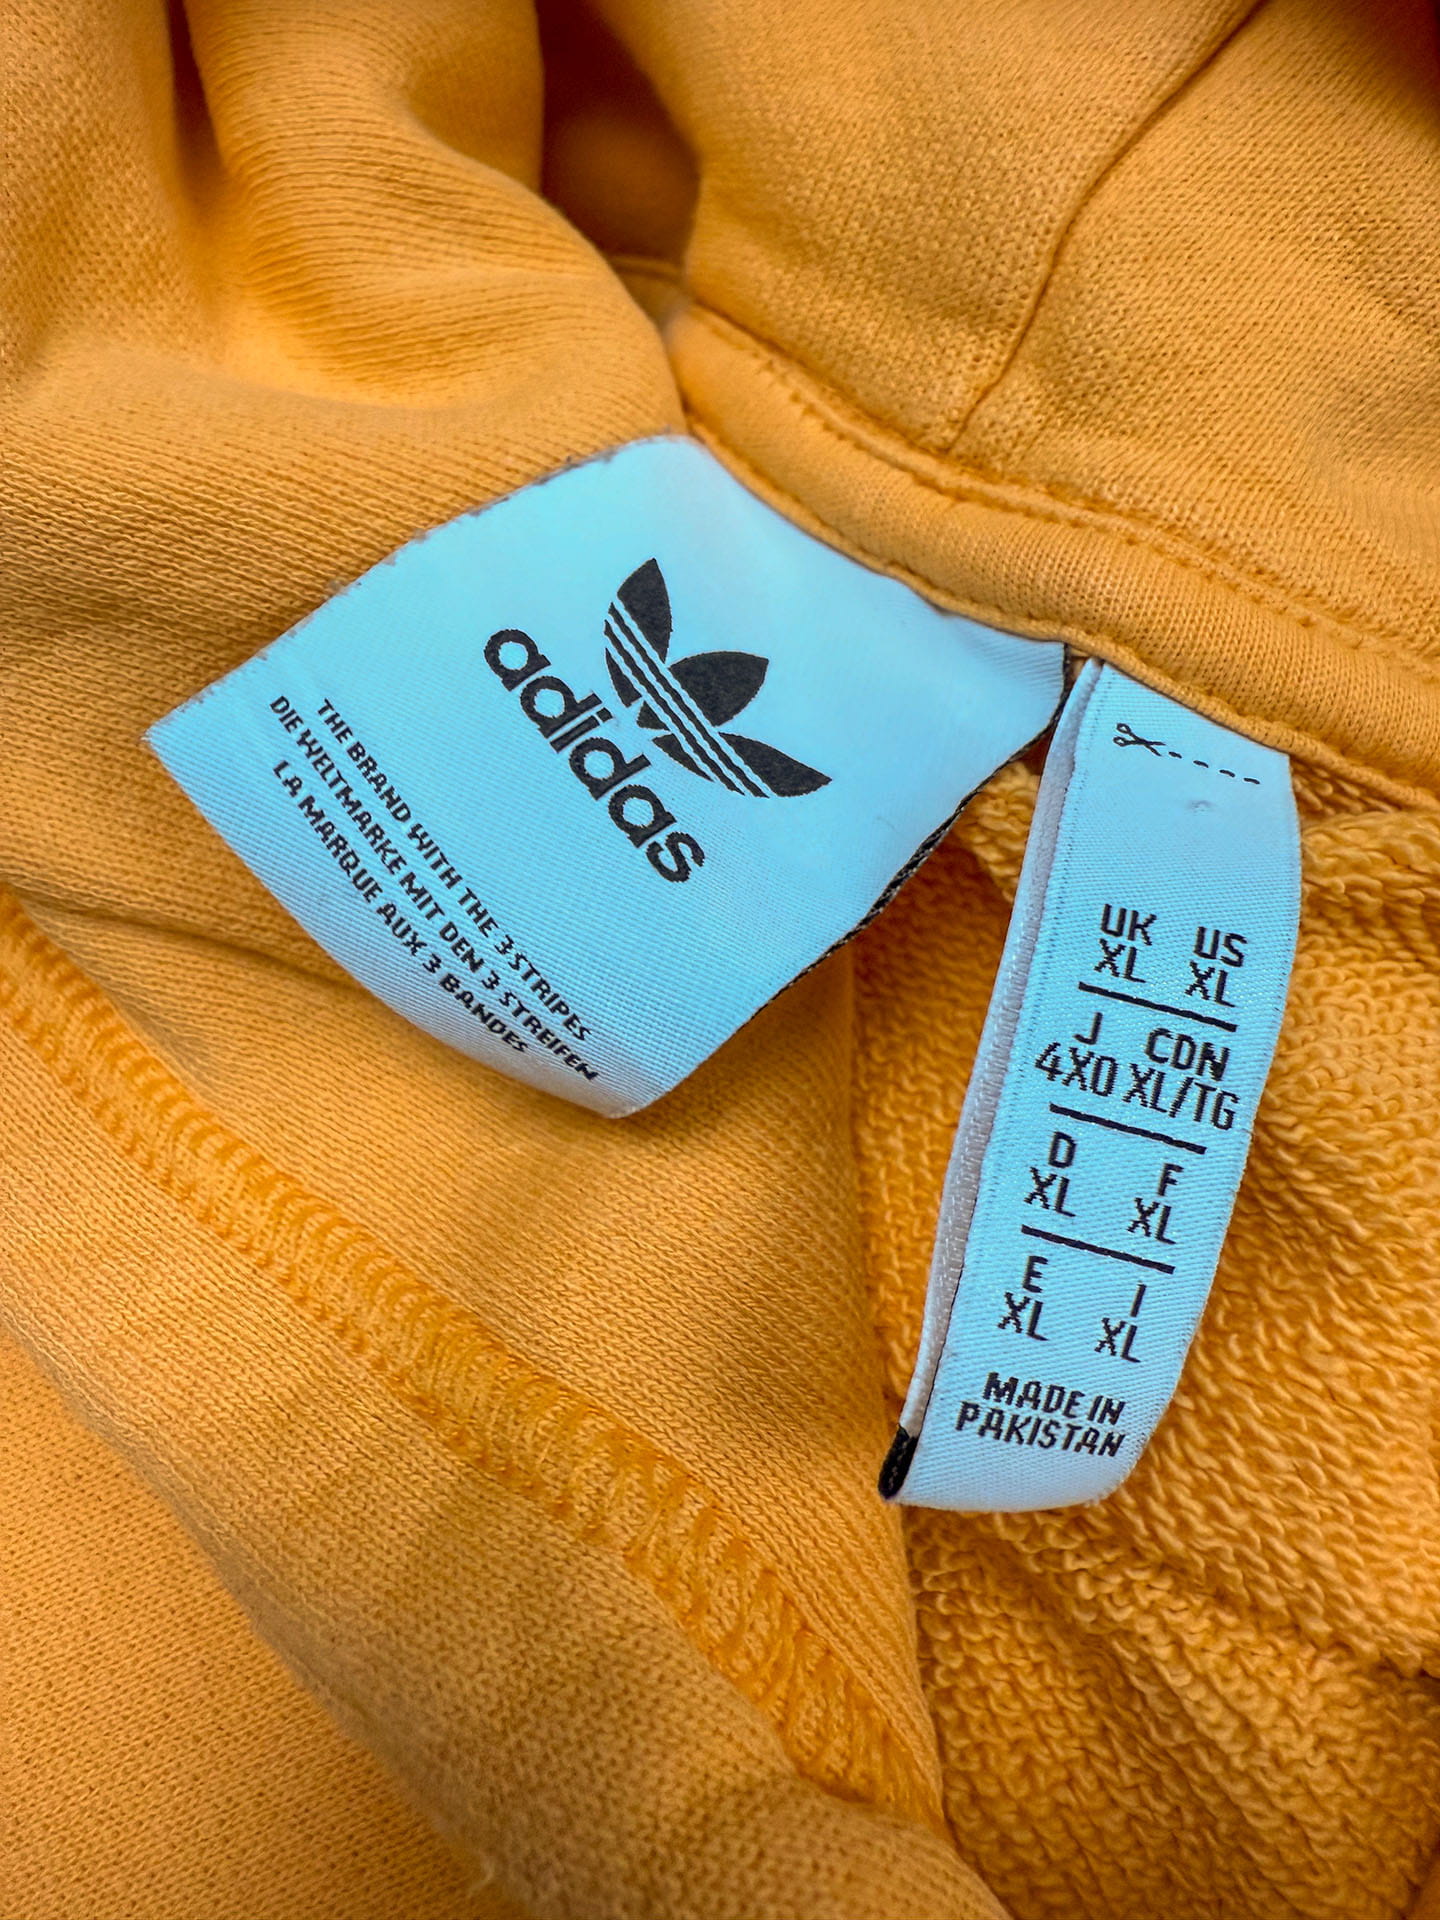 adidas
THE BRAND WITH THE 3 STRIPES
DIE WELTMARKE MIT DEN 3 STREIFEN
LA MARQUE AUX 3 BANDES
UK US
XL XL
J CDN
4XO XL/TG
D F
XL XL
E I
XL XL
MADE IN
PAKISTAN